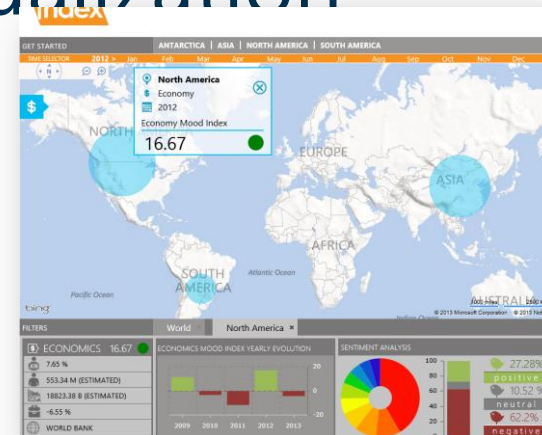 index
GET STARTED
ANTARCTICA | ASIA | NORTH AMERICA | SOUTH AMERICA
TIME SELECTOR 2012 > Jan Feb Mar Apr May Jun Jul Aug Sep Oct Nov Dec
N
$
North America
$ Economy
2012
Economy Mood Index
16.67
NORTH
EUROPE
ASIA
AFRICA
SOUTH
AMERICA
Atlantic Ocean
Pacific Ocean
bing
© 2013 Microsoft Corporation
FILTERS
World
North America ×
ECONOMICS 16.67
7.65 %
553.34 M (ESTIMATED)
18823.38 B (ESTIMATED)
-6.55 %
WORLD BANK
ECONOMICS MOOD INDEX YEARLY EVOLUTION
20
0
-20
2009 2010 2011 2012 2013
SENTIMENT ANALYSIS
100
80
60
40
20
27.28%
positive
10.52 %
neutral
62.2%
negative